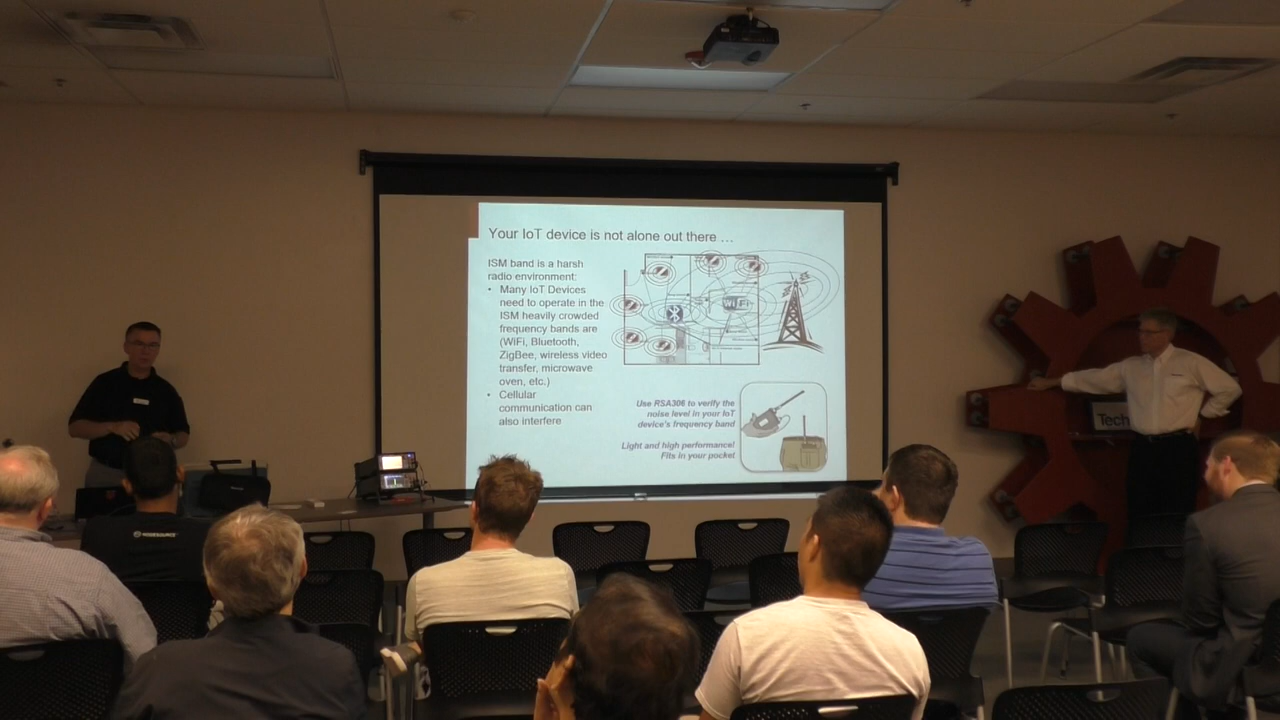 Your IoT device is not alone out there ...
ISM band is a harsh
radio environment:
• Many IoT Devices
need to operate in the
ISM heavily crowded
frequency bands are
(WiFi, Bluetooth,
ZigBee, wireless video
transfer, microwave
oven, etc.)
• Cellular
communication can
also interfere
WiFi
Use RSA306 to verify the
noise level in your IoT
device's frequency band
Light and high performance!
Fits in your pocket
Tech
NODESOURCE